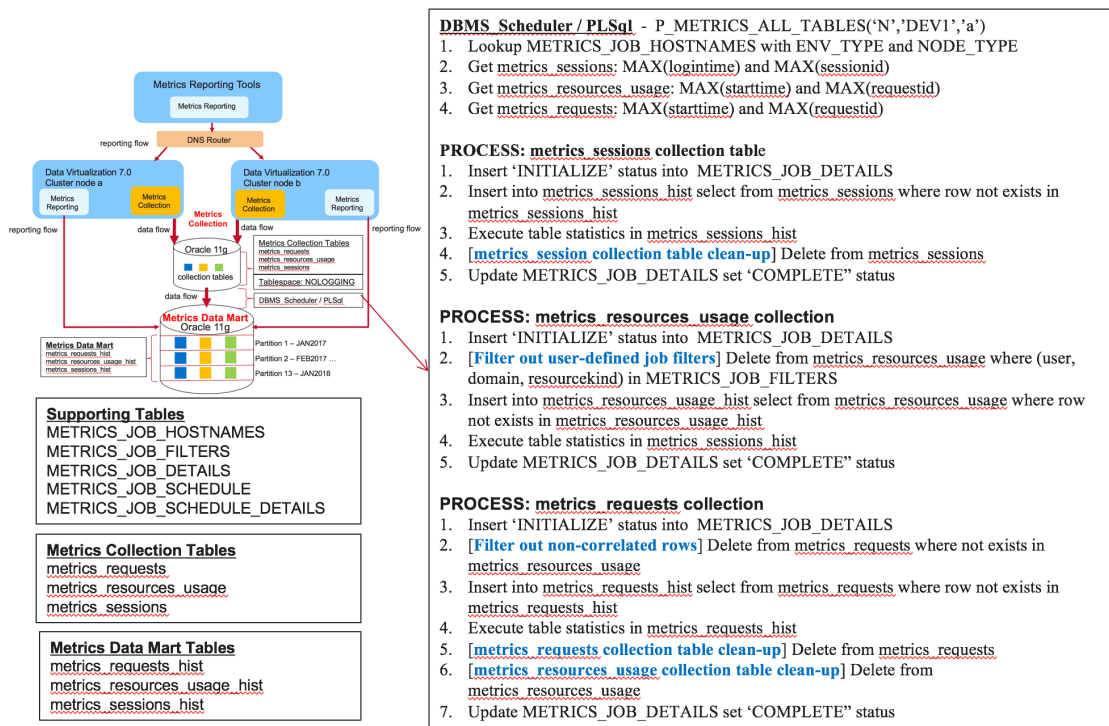 Metrics Reporting Tools
Metrics Reporting
DNS Router
reporting flow
Data Virtualization 7.0
Cluster node a
Metrics
Reporting
Metrics
Collection
Data Virtualization 7.0
Cluster node b
Metrics
Collection
Metrics
Reporting
Metrics
Collection
reporting flow
data flow
data flow
reporting flow
Oracle 11g
collection tables
Metrics Collection Tables
metrics_requests
metrics_resources_usage
metrics_sessions
Tablespace: NOLOGGING
data flow
DBMS_Scheduler / PLSql
Metrics Data Mart
Oracle 11g
Metrics Data Mart
metrics_requests_hist
metrics_resources_usage_hist
metrics_sessions_hist
Partition 1 – JAN2017
Partition 2 – FEB2017 …
Partition 13 – JAN2018
Supporting Tables
METRICS_JOB_HOSTNAMES
METRICS_JOB_FILTERS
METRICS_JOB_DETAILS
METRICS_JOB_SCHEDULE
METRICS_JOB_SCHEDULE_DETAILS
Metrics Collection Tables
metrics_requests
metrics_resources_usage
metrics_sessions
Metrics Data Mart Tables
metrics_requests_hist
metrics_resources_usage_hist
metrics_sessions_hist
DBMS_Scheduler / PLSql - P_METRICS_ALL_TABLES(‘N’,’DEV1’,’a’)
1. Lookup METRICS_JOB_HOSTNAMES with ENV_TYPE and NODE_TYPE
2. Get metrics_sessions: MAX(logintime) and MAX(sessionid)
3. Get metrics_resources_usage: MAX(starttime) and MAX(requestid)
4. Get metrics_requests: MAX(starttime) and MAX(requestid)
PROCESS: metrics_sessions collection table
1. Insert ‘INITIALIZE’ status into METRICS_JOB_DETAILS
2. Insert into metrics_sessions_hist select from metrics_sessions where row not exists in
metrics_sessions_hist
3. Execute table statistics in metrics_sessions_hist
4. [metrics_session collection table clean-up] Delete from metrics_sessions
5. Update METRICS_JOB_DETAILS set ‘COMPLETE” status
PROCESS: metrics_resources_usage collection
1. Insert ‘INITIALIZE’ status into METRICS_JOB_DETAILS
2. [Filter out user-defined job filters] Delete from metrics_resources_usage where (user,
domain, resourcekind) in METRICS_JOB_FILTERS
3. Insert into metrics_resources_usage_hist select from metrics_resources_usage where row
not exists in metrics_resources_usage_hist
4. Execute table statistics in metrics_sessions_hist
5. Update METRICS_JOB_DETAILS set ‘COMPLETE” status
PROCESS: metrics_requests collection
1. Insert ‘INITIALIZE’ status into METRICS_JOB_DETAILS
2. [Filter out non-correlated rows] Delete from metrics_requests where not exists in
metrics_resources_usage
3. Insert into metrics_requests_hist select from metrics_requests where row not exists in
metrics_requests_hist
4. Execute table statistics in metrics_requests_hist
5. [metrics_requests collection table clean-up] Delete from metrics_requests
6. [metrics_resources_usage collection table clean-up] Delete from
metrics_resources_usage
7. Update METRICS_JOB_DETAILS set ‘COMPLETE” status